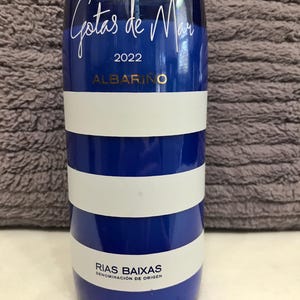 Gotas de Mar
2022
ALBARIÑO
RIAS BAIXAS
DENOMINACIÓN DE ORIGEN